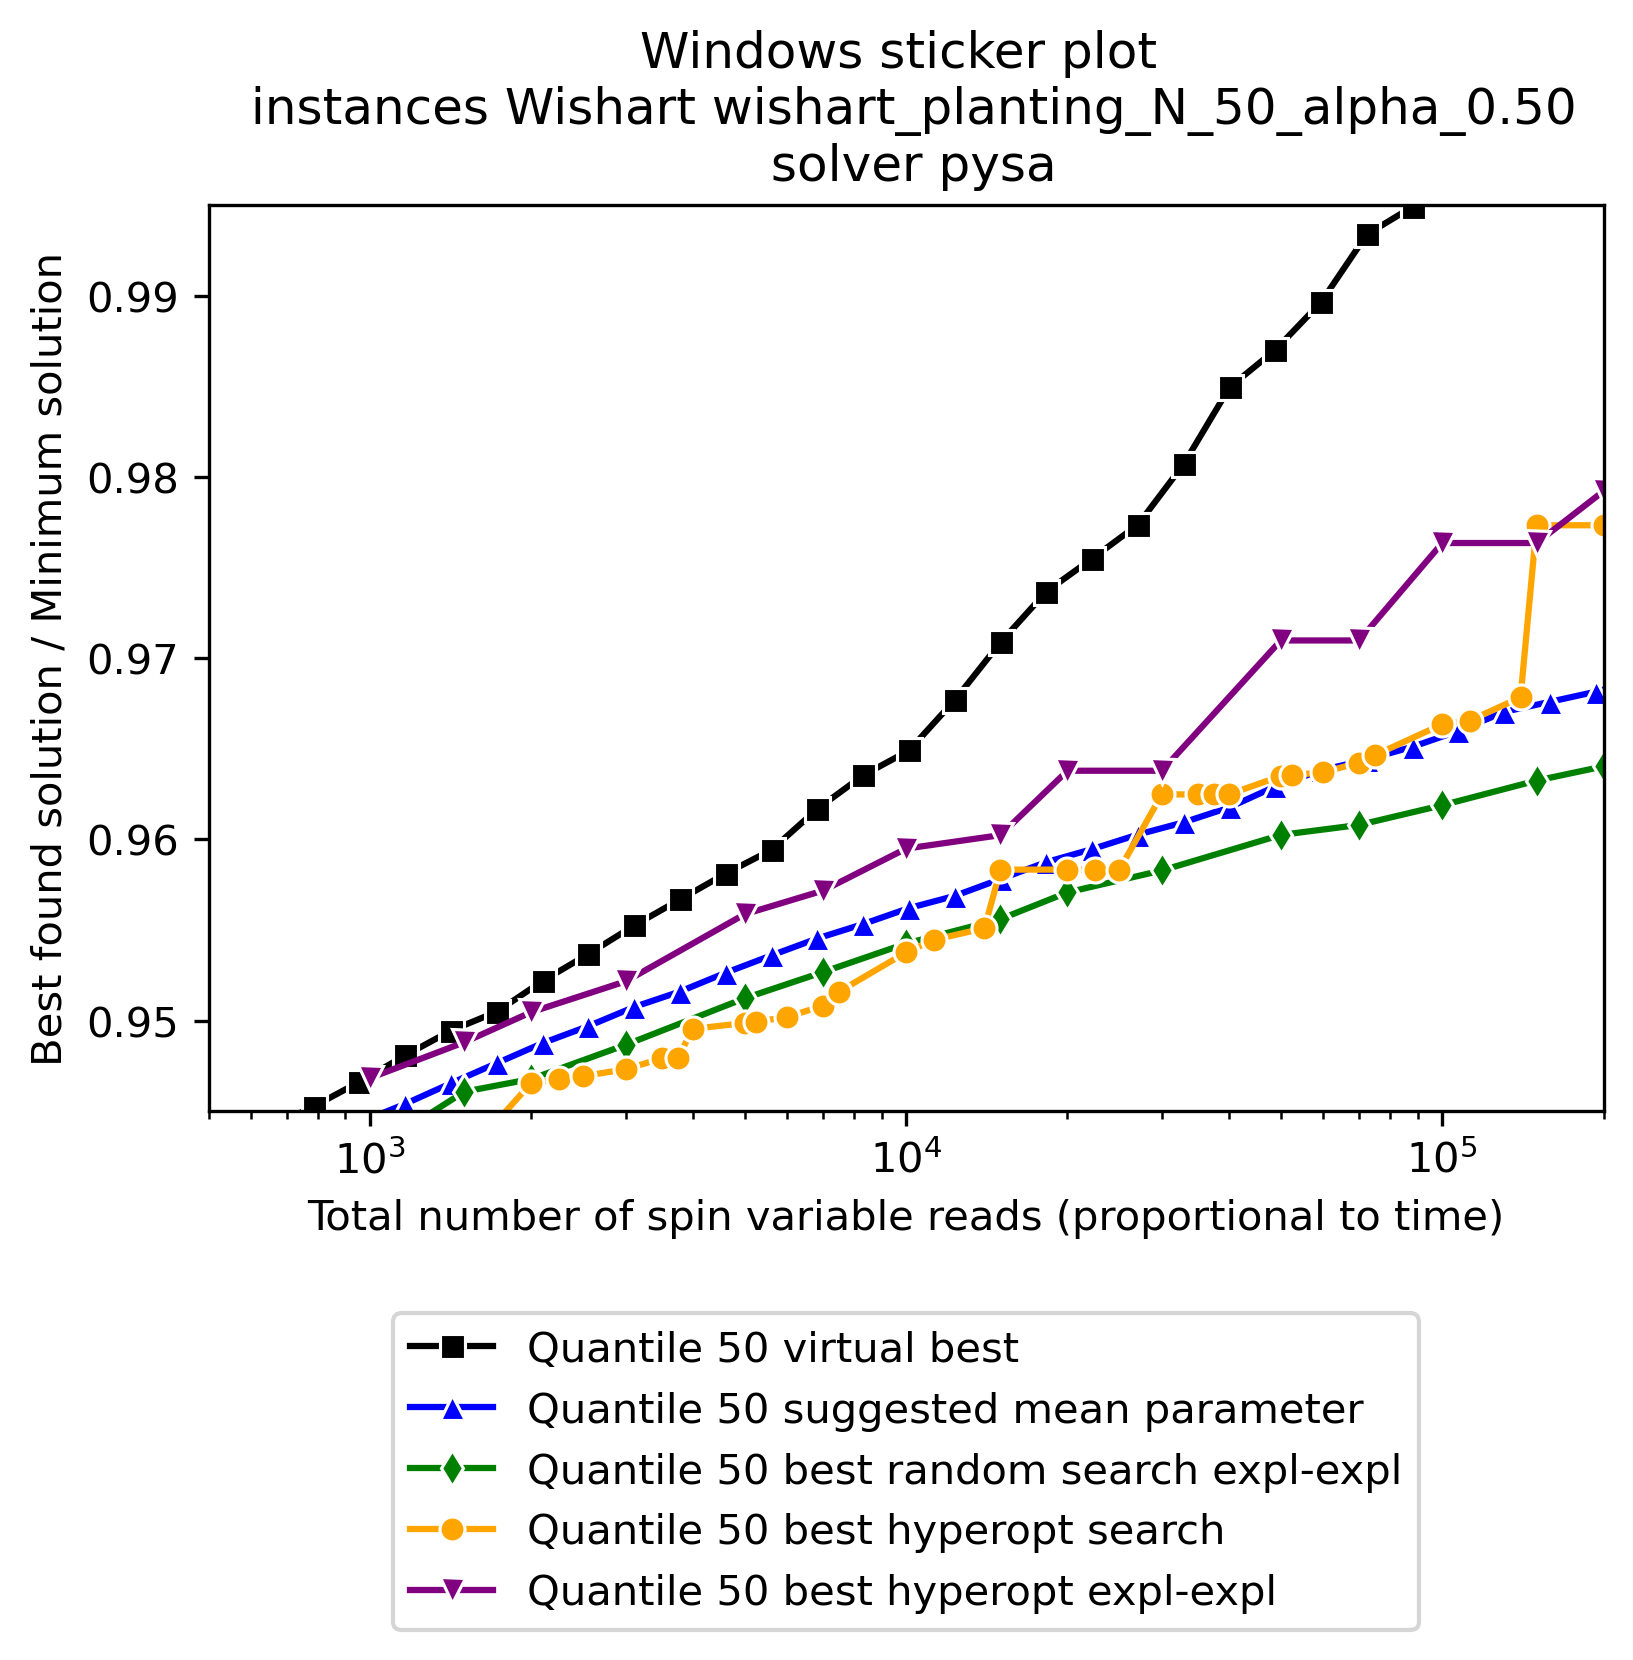 Windows sticker plot
instances Wishart wishart_planting_N_50_alpha_0.50
solver pysa
Best found solution / Minimum solution
0.99
0.98
0.97
0.96
0.95
10³
10⁴
10⁵
Total number of spin variable reads (proportional to time)
Quantile 50 virtual best
Quantile 50 suggested mean parameter
Quantile 50 best random search expl-expl
Quantile 50 best hyperopt search
Quantile 50 best hyperopt expl-expl